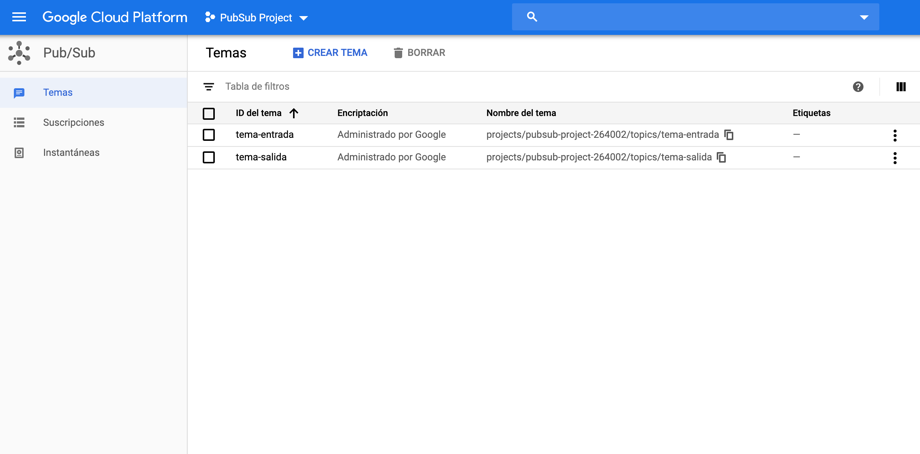 Google Cloud Platform PubSub Project
Pub/Sub
Temas
Suscripciones
Instantáneas
Temas CREAR TEMA BORRAR
Tabla de filtros
ID del tema Encriptación Nombre del tema Etiquetas
tema-entrada Administrado por Google projects/pubsub-project-264002/topics/tema-entrada —
tema-salida Administrado por Google projects/pubsub-project-264002/topics/tema-salida —